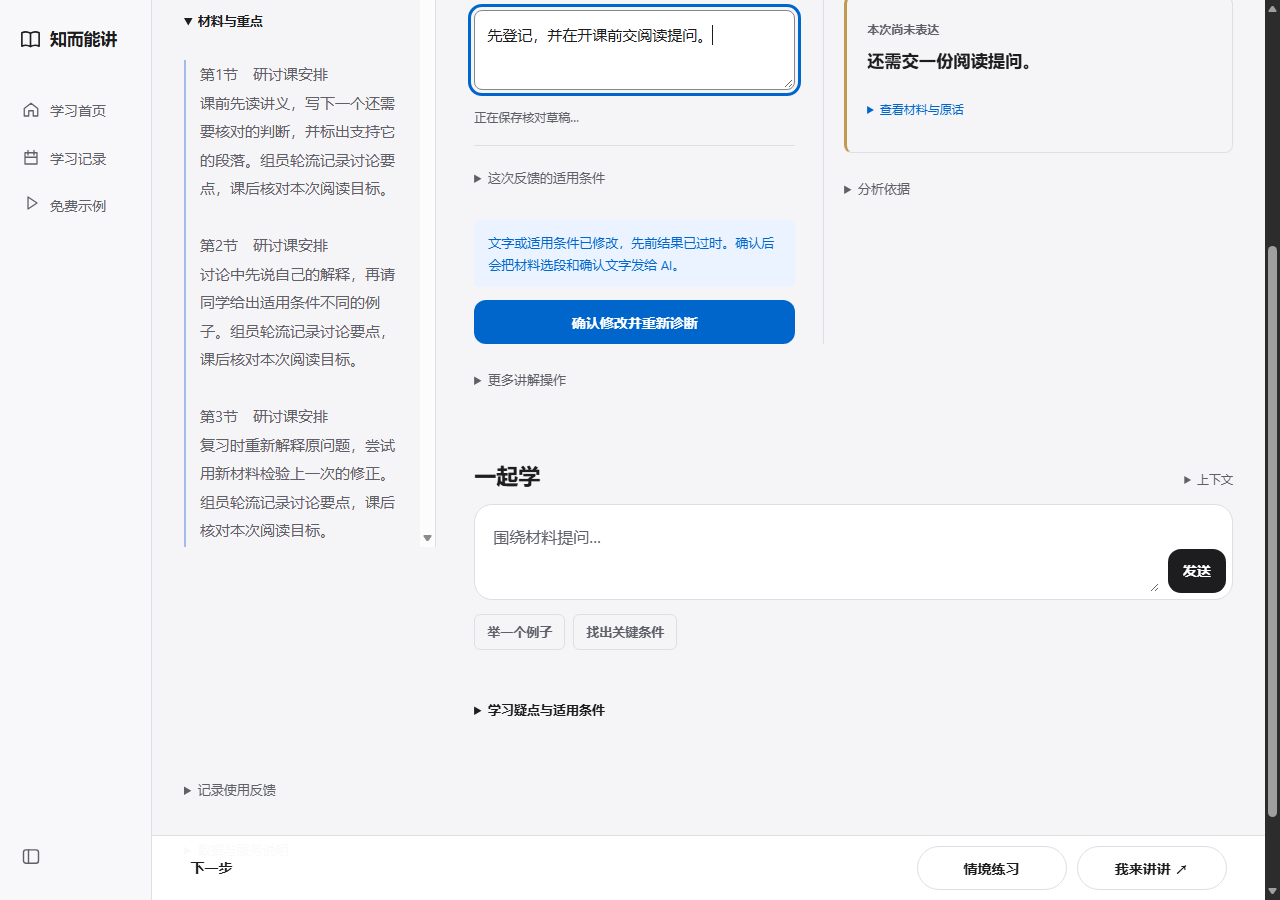 知而能讲
学习首页
学习记录
免费示例
▼ 材料与重点
第1节　研讨课安排
课前先读讲义，写下一个还需
要核对的判断，并标出支持它
的段落。组员轮流记录讨论要
点，课后核对本次阅读目标。
第2节　研讨课安排
讨论中先说自己的解释，再请
同学给出适用条件不同的例
子。组员轮流记录讨论要点，
课后核对本次阅读目标。
第3节　研讨课安排
复习时重新解释原问题，尝试
用新材料检验上一次的修正。
组员轮流记录讨论要点，课后
核对本次阅读目标。
先登记，并在开课前交阅读提问。
正在保存核对草稿...
▶ 这次反馈的适用条件
文字或适用条件已修改，先前结果已过时。确认后
会把材料选段和确认文字发给 AI。
确认修改并重新诊断
▶ 更多讲解操作
本次尚未表达
还需交一份阅读提问。
▶ 查看材料与原话
▶ 分析依据
一起学
▶ 上下文
围绕材料提问...
发送
举一个例子
找出关键条件
▶ 学习疑点与适用条件
▶ 记录使用反馈
下一步
情境练习
我来讲讲 ↗